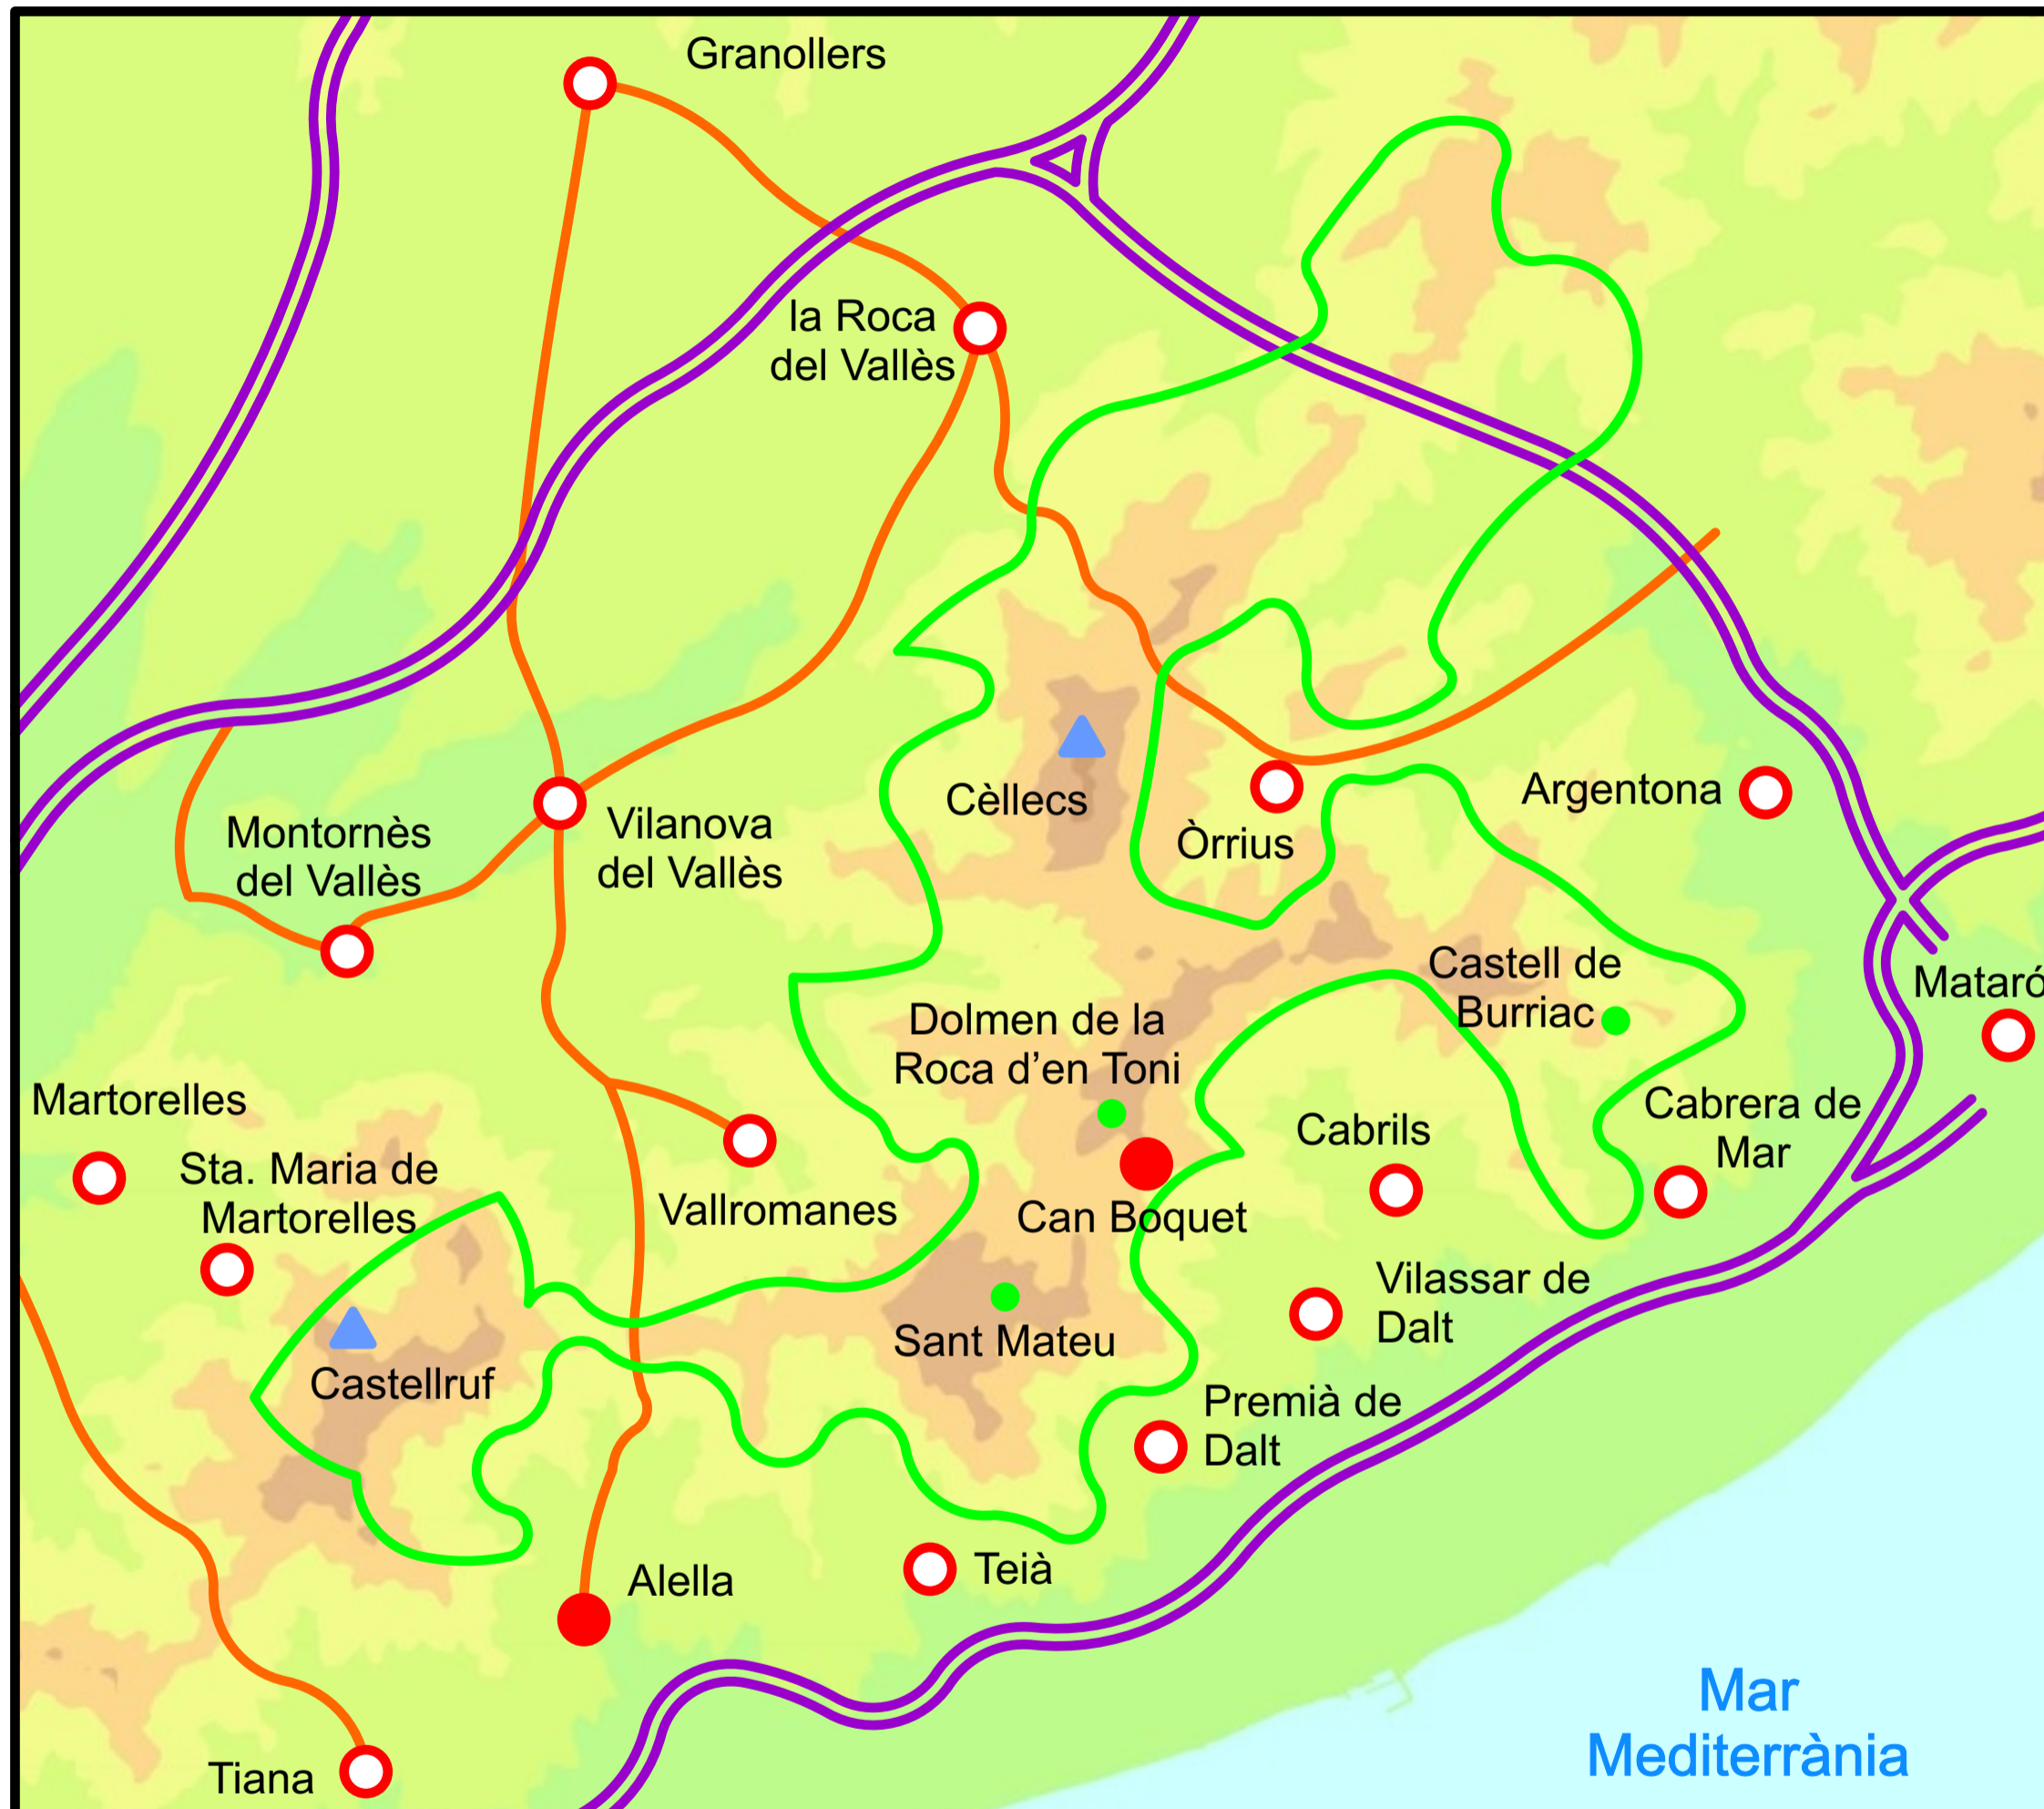 Granollers
la Roca
del Vallès
Cèllecs
Òrrius
Argentona
Montornès
del Vallès
Vilanova
del Vallès
Castell de
Burriac
Mataró
Dolmen de la
Roca d’en Toni
Martorelles
Cabrils
Cabrera de
Mar
Sta. Maria de
Martorelles
Vallromanes
Can Boquet
Vilassar de
Dalt
Sant Mateu
Castellruf
Premià de
Dalt
Alella
Teià
Tiana
Mar
Mediterrània